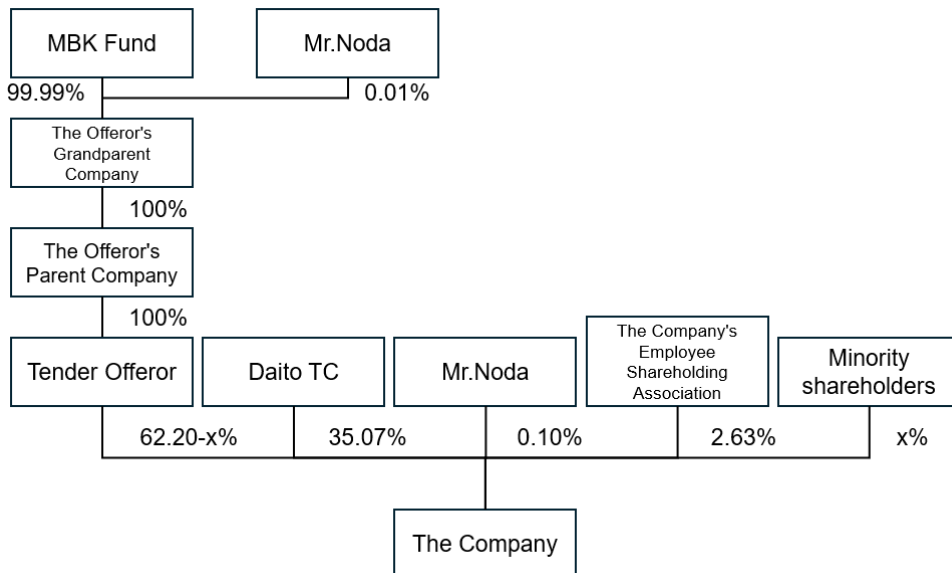 MBK Fund
Mr.Noda
99.99%
0.01%
The Offeror's
Grandparent
Company
100%
The Offeror's
Parent Company
100%
Tender Offeror
Daito TC
Mr.Noda
The Company's
Employee
Shareholding
Association
Minority
shareholders
62.20-x%
35.07%
0.10%
2.63%
x%
The Company